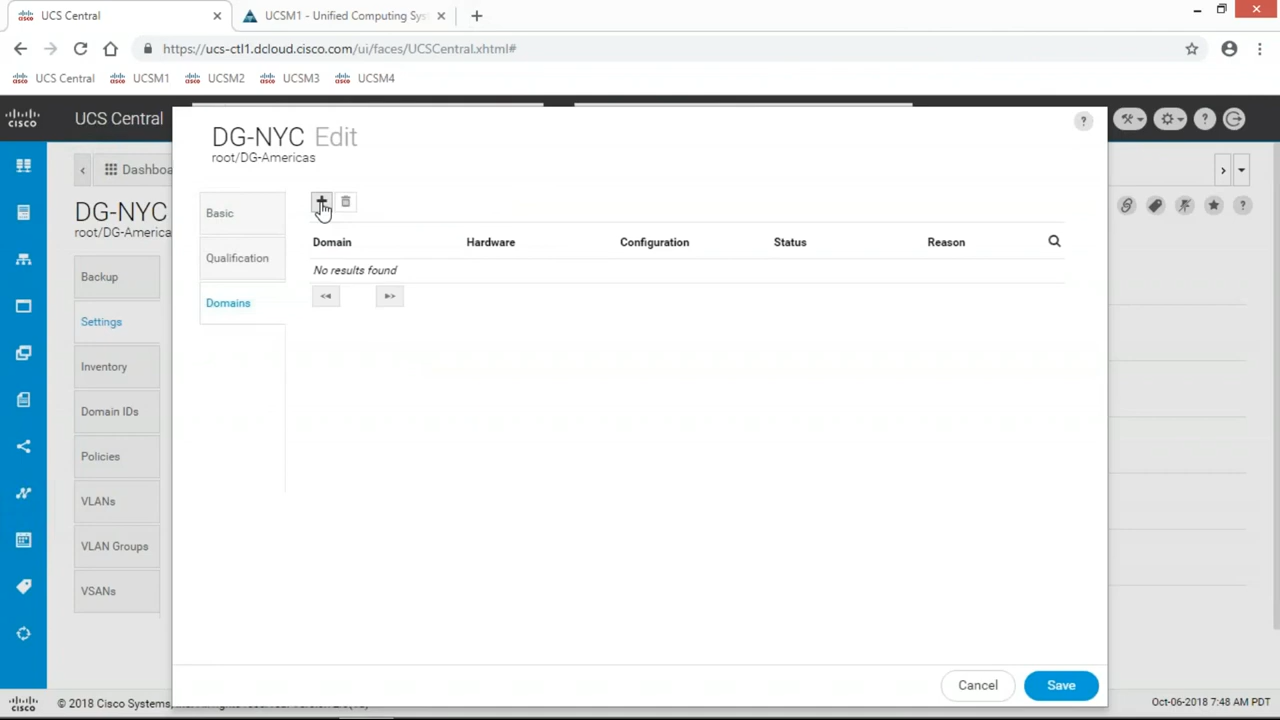 UCS Central
UCSM1 - Unified Computing Sys
https://ucs-ctl1.dcloud.cisco.com/ui/faces/UCSCentral.xhtml#
UCS Central
UCSM1
UCSM2
UCSM3
UCSM4
CISCO
UCS Central
DG-NYC Edit
root/DG-Americas
?
?
Dashboa
DG-NYC
root/DG-America
?
Backup
Settings
Inventory
Domain IDs
Policies
VLANs
VLAN Groups
VSANs
Basic
Qualification
Domains
Domain Hardware Configuration Status Reason
No results found
Cancel
Save
CISCO
© 2018 Cisco Systems,
Oct-06-2018 7:48 AM PDT